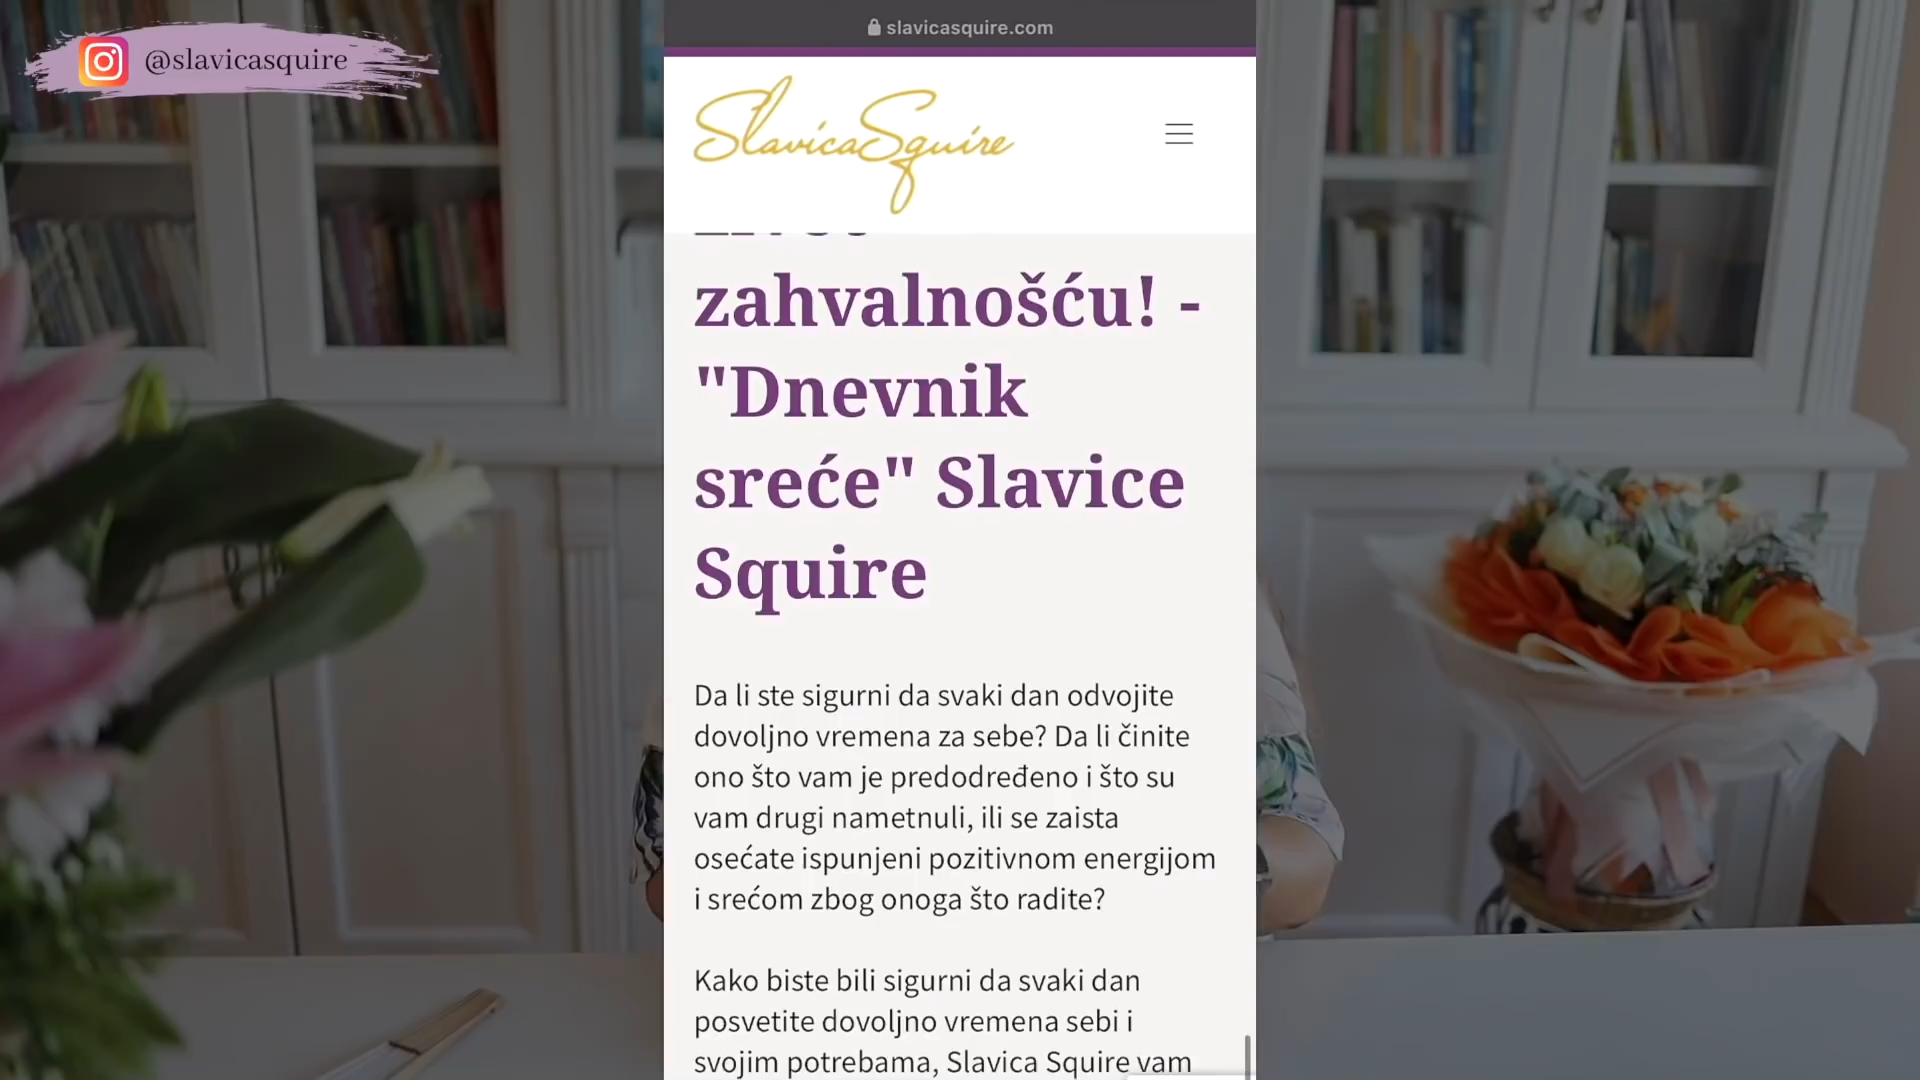 @slavicasquire
slavicasquire.com
SlavicaSquire
zahvalnošću! -
"Dnevnik
sreće" Slavice
Squire
Da li ste sigurni da svaki dan odvojite
dovoljno vremena za sebe? Da li činite
ono što vam je predodređeno i što su
vam drugi nametnuli, ili se zaista
osećate ispunjeni pozitivnom energijom
i srećom zbog onoga što radite?
Kako biste bili sigurni da svaki dan
posvetite dovoljno vremena sebi i
svojim potrebama, Slavica Squire vam